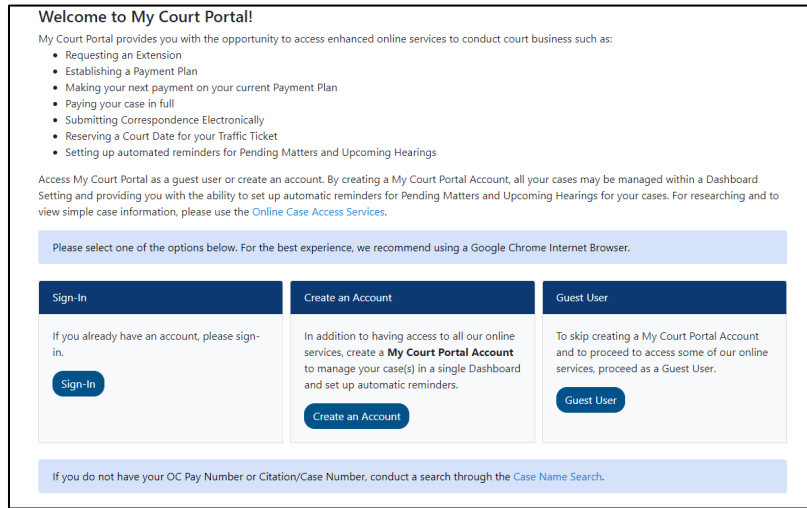 Welcome to My Court Portal!
My Court Portal provides you with the opportunity to access enhanced online services to conduct court business such as:
• Requesting an Extension
• Establishing a Payment Plan
• Making your next payment on your current Payment Plan
• Paying your case in full
• Submitting Correspondence Electronically
• Reserving a Court Date for your Traffic Ticket
• Setting up automated reminders for Pending Matters and Upcoming Hearings
Access My Court Portal as a guest user or create an account. By creating a My Court Portal Account, all your cases may be managed within a Dashboard
Setting and providing you with the ability to set up automatic reminders for Pending Matters and Upcoming Hearings for your cases. For researching and to
view simple case information, please use the Online Case Access Services.
Please select one of the options below. For the best experience, we recommend using a Google Chrome Internet Browser.
Sign-In
If you already have an account, please sign-
in.
Sign-In
Create an Account
In addition to having access to all our online
services, create a My Court Portal Account
to manage your case(s) in a single Dashboard
and set up automatic reminders.
Create an Account
Guest User
To skip creating a My Court Portal Account
and to proceed to access some of our online
services, proceed as a Guest User.
Guest User
If you do not have your OC Pay Number or Citation/Case Number, conduct a search through the Case Name Search.